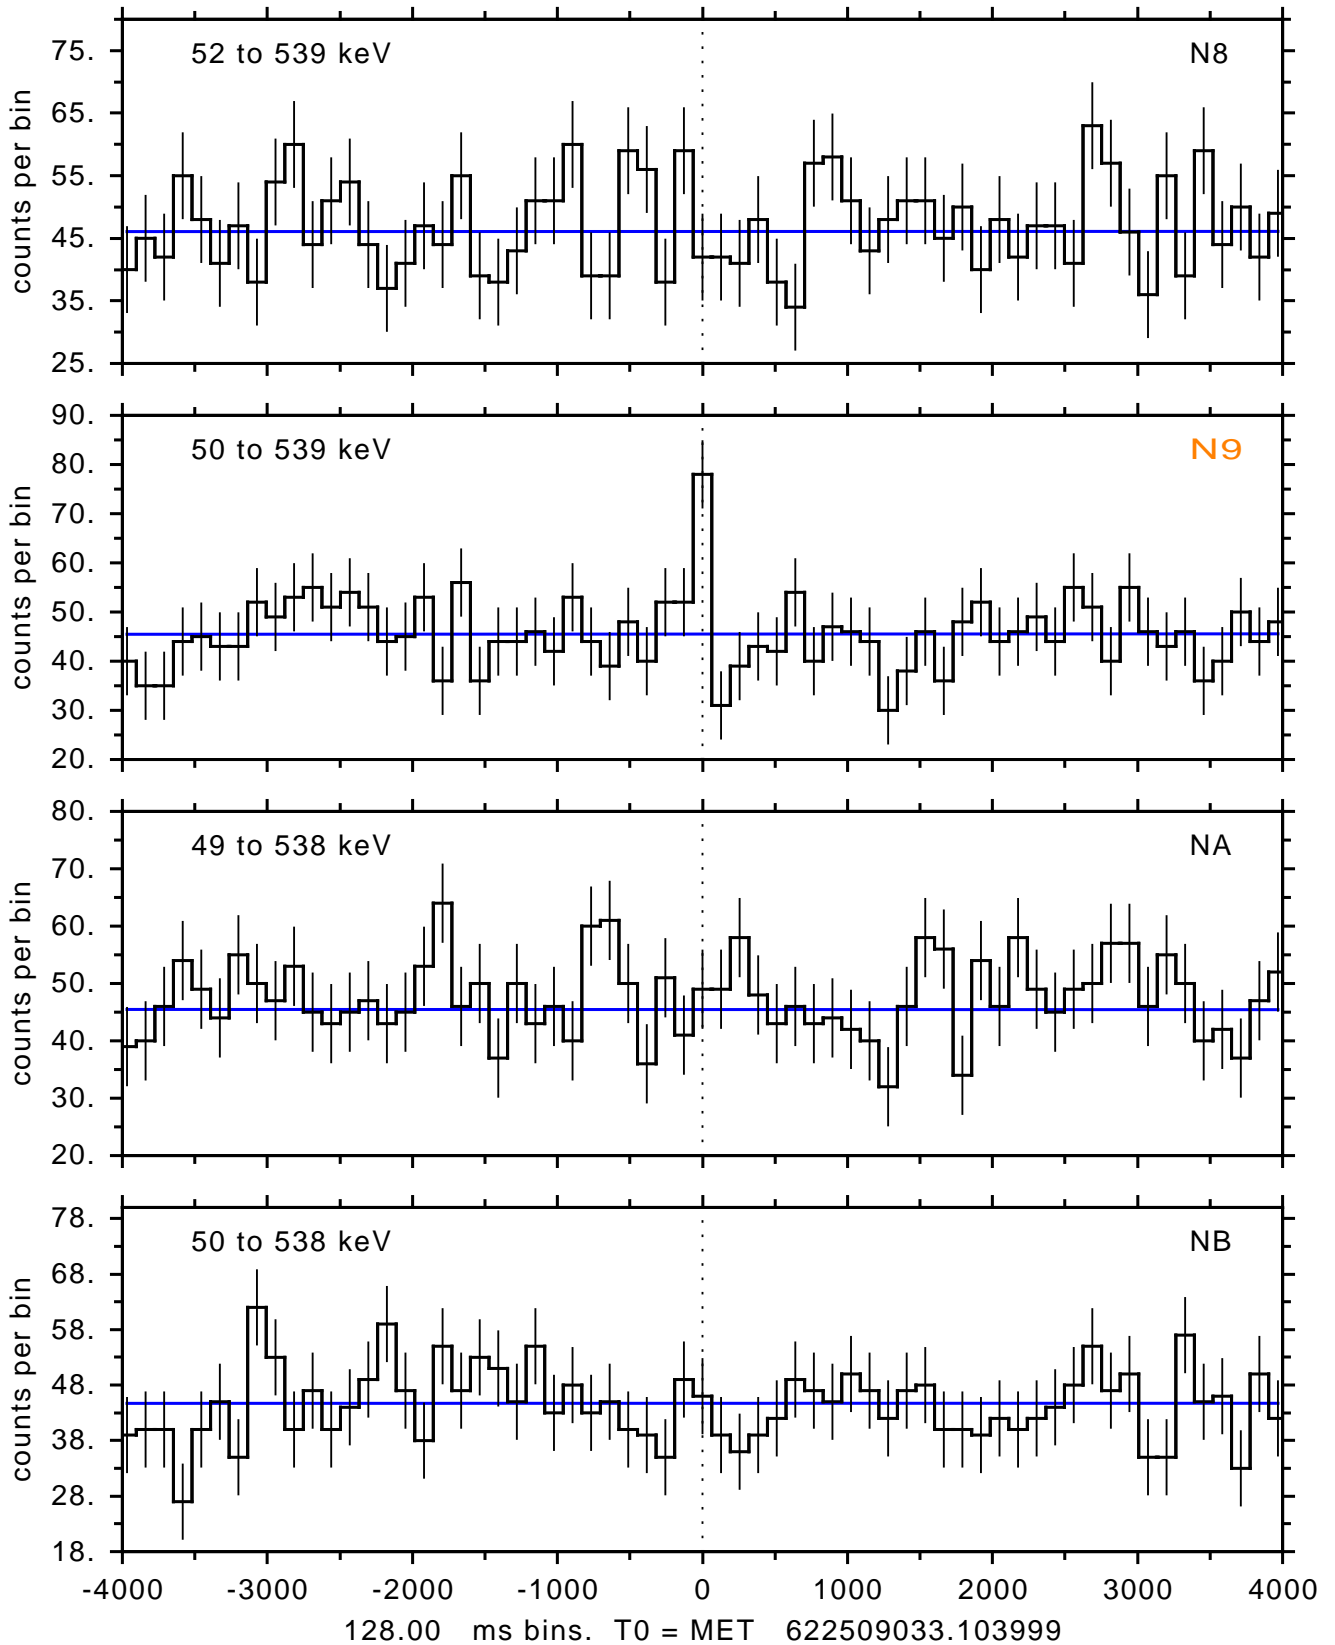 52 to 539 keV N8
75.
65.
55.
45.
35.
25.
counts per bin
50 to 539 keV N9
90.
80.
70.
60.
50.
40.
30.
20.
counts per bin
49 to 538 keV NA
80.
70.
60.
50.
40.
30.
20.
counts per bin
50 to 538 keV NB
78.
68.
58.
48.
38.
28.
18.
counts per bin
-4000 -3000 -2000 -1000 0 1000 2000 3000 4000
128.00 ms bins. T0 = MET 622509033.103999